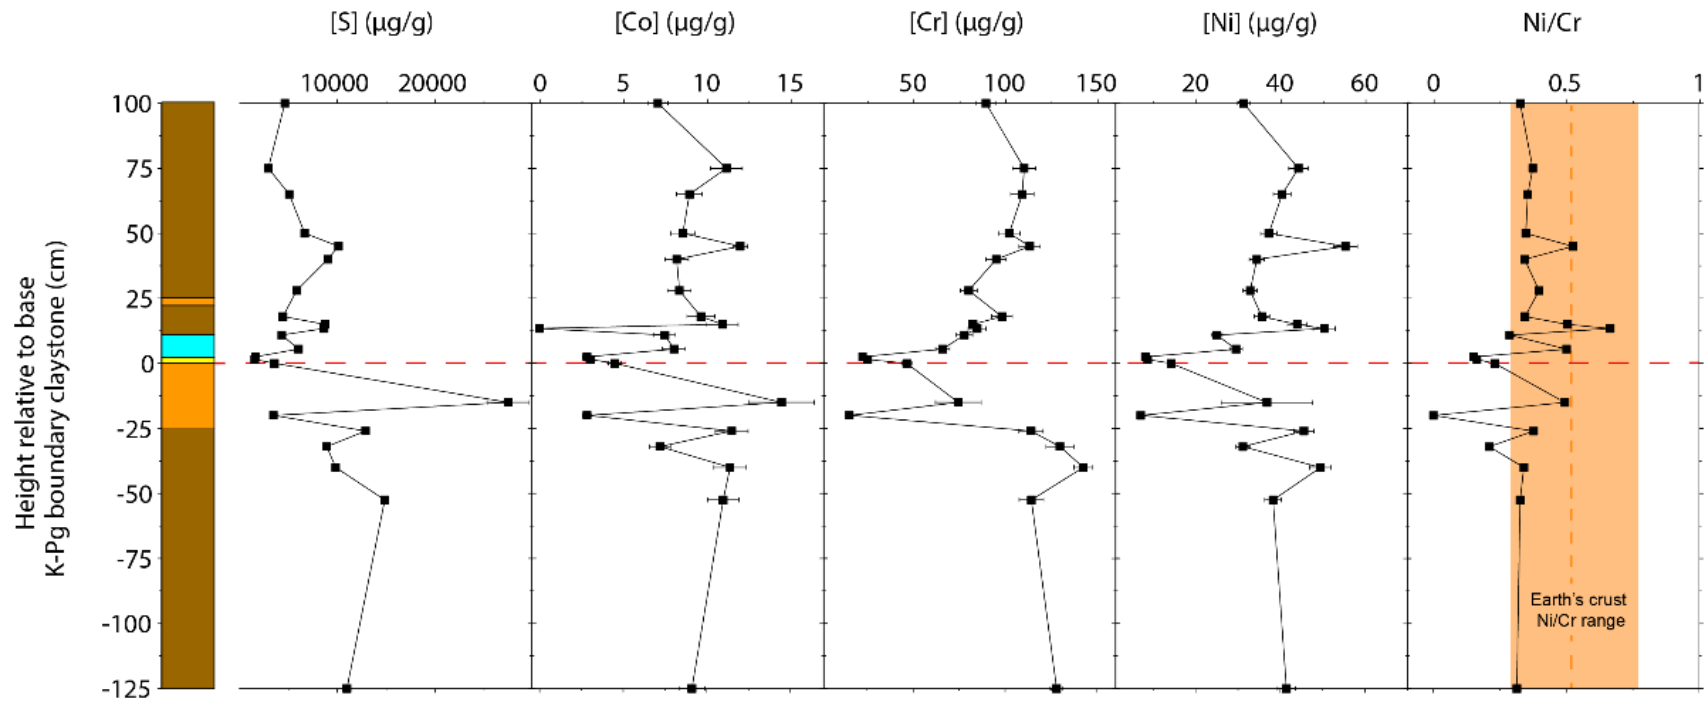 [S] (µg/g) [Co] (µg/g) [Cr] (µg/g) [Ni] (µg/g) Ni/Cr
10000 20000 0 5 10 15 50 100 150 20 40 60 0 0.5 1
100
75
50
25
0
-25
-50
-75
-100
-125
Height relative to base
K-Pg boundary claystone (cm)
Earth's crust
Ni/Cr range